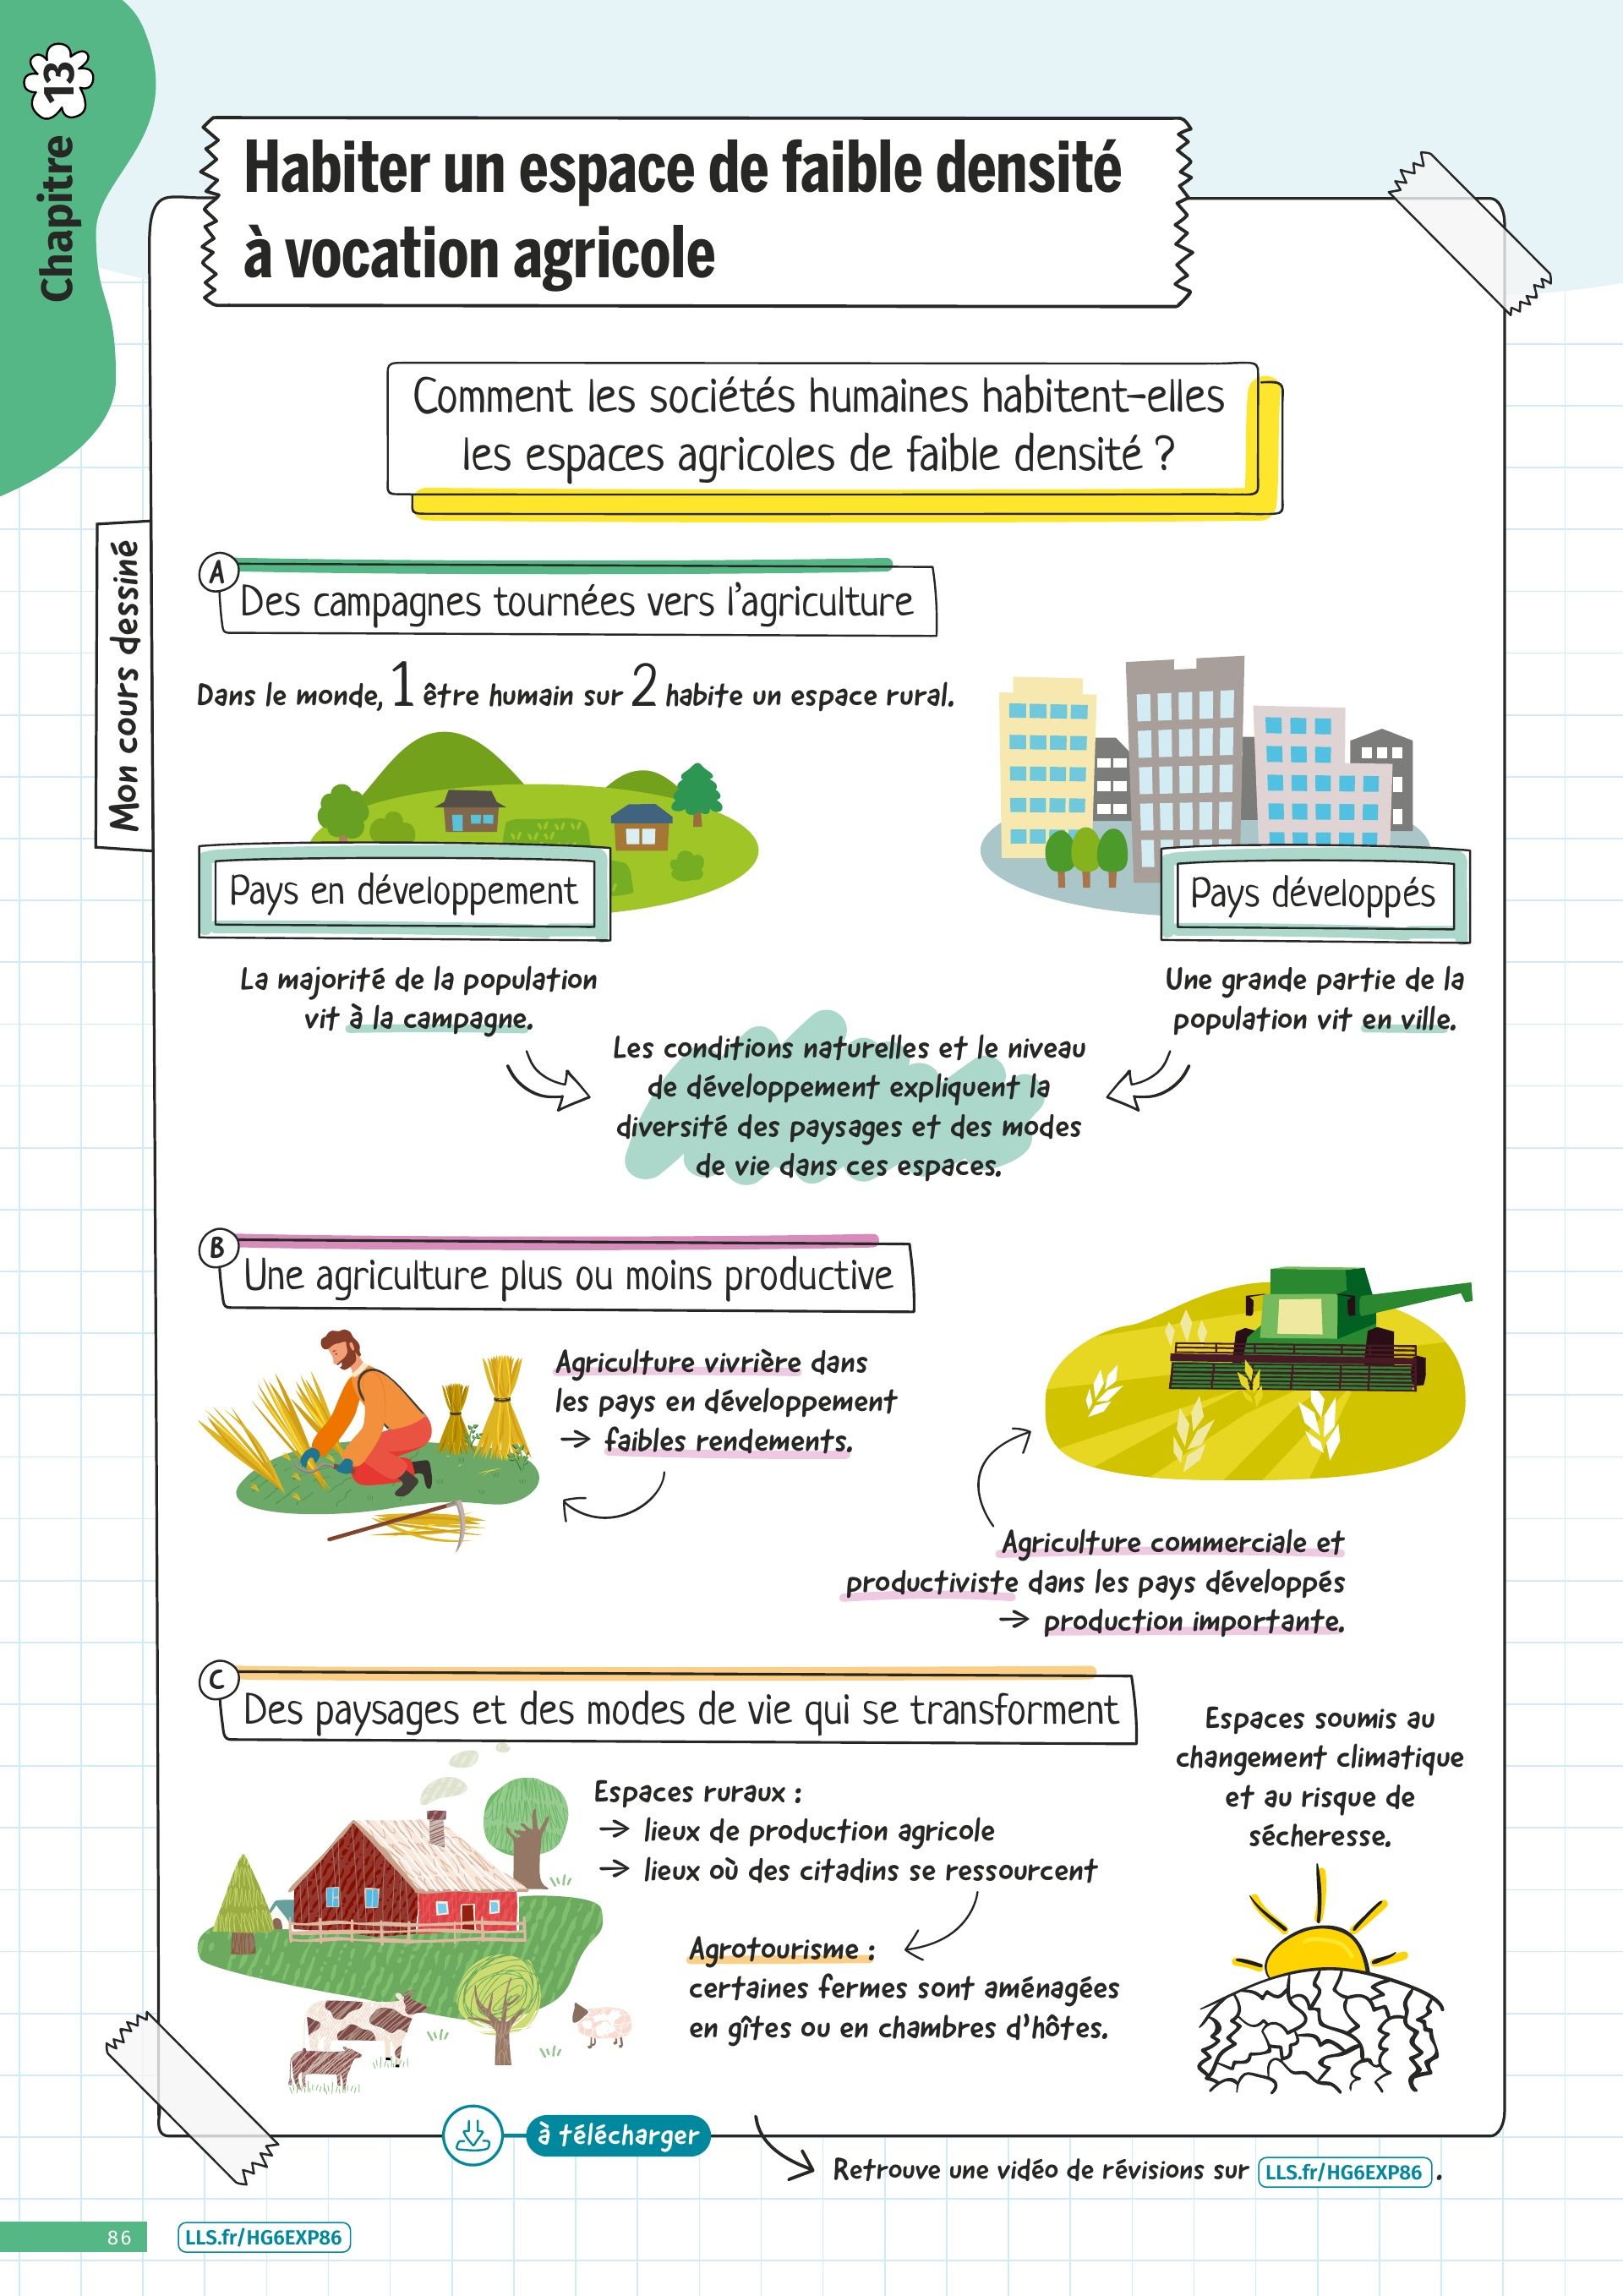 Chapitre 13
Habiter un espace de faible densité
à vocation agricole
Comment les sociétés humaines habitent-elles
les espaces agricoles de faible densité ?
Mon cours dessiné
A
Des campagnes tournées vers l'agriculture
Dans le monde, 1 être humain sur 2 habite un espace rural.
Pays en développement
La majorité de la population
vit à la campagne.
Pays développés
Une grande partie de la
population vit en ville.
Les conditions naturelles et le niveau
de développement expliquent la
diversité des paysages et des modes
de vie dans ces espaces.
B
Une agriculture plus ou moins productive
Agriculture vivrière dans
les pays en développement
→ faibles rendements.
Agriculture commerciale et
productiviste dans les pays développés
→ production importante.
C
Des paysages et des modes de vie qui se transforment
Espaces ruraux :
→ lieux de production agricole
→ lieux où des citadins se ressourcent
Agrotourisme :
certaines fermes sont aménagées
en gîtes ou en chambres d'hôtes.
Espaces soumis au
changement climatique
et au risque de
sécheresse.
à télécharger
Retrouve une vidéo de révisions sur LLS.fr/HG6EXP86 .
86
LLS.fr/HG6EXP86